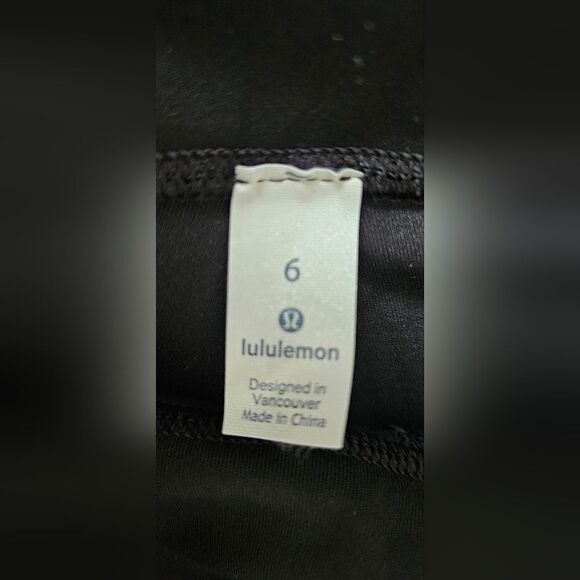 6
lululemon
Designed in
Vancouver
Made in China